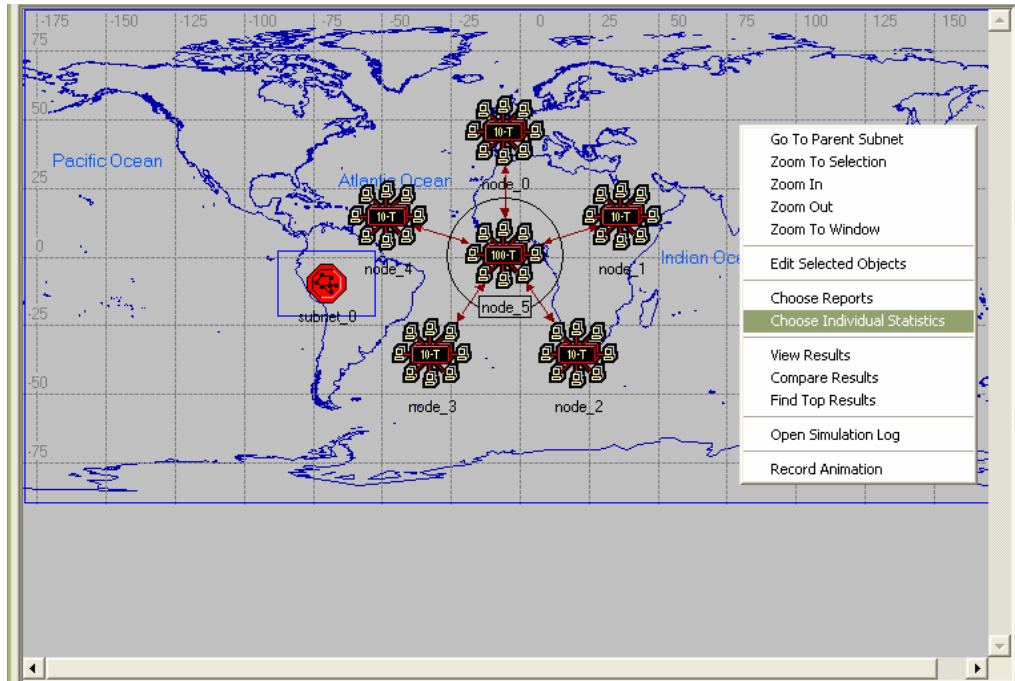 -175 -150 -125 -100 -75 -50 -25 0 25 50 75 100 125 150
75
50
25
0
-25
-50
-75
Pacific Ocean
Atlantic Ocean
Indian Oce
10-T
node_0
10-T
node_4
10-T
node_1
100-T
node_5
subnet_0
10-T
node_3
10-T
node_2
Go To Parent Subnet
Zoom To Selection
Zoom In
Zoom Out
Zoom To Window
Edit Selected Objects
Choose Reports
Choose Individual Statistics
View Results
Compare Results
Find Top Results
Open Simulation Log
Record Animation